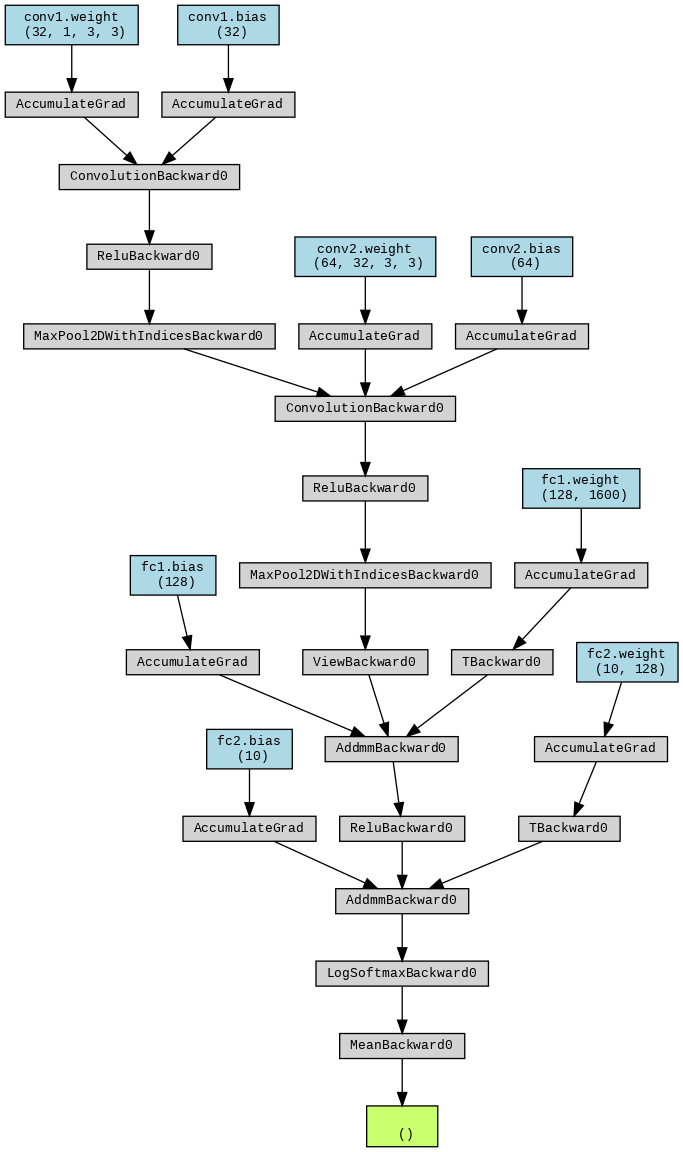 conv1.weight
(32, 1, 3, 3)
conv1.bias
(32)
AccumulateGrad
AccumulateGrad
ConvolutionBackward0
ReluBackward0
conv2.weight
(64, 32, 3, 3)
conv2.bias
(64)
MaxPool2DWithIndicesBackward0
AccumulateGrad
AccumulateGrad
ConvolutionBackward0
ReluBackward0
fc1.weight
(128, 1600)
fc1.bias
(128)
MaxPool2DWithIndicesBackward0
AccumulateGrad
AccumulateGrad
ViewBackward0
TBackward0
fc2.weight
(10, 128)
fc2.bias
(10)
AddmmBackward0
AccumulateGrad
AccumulateGrad
ReluBackward0
TBackward0
AddmmBackward0
LogSoftmaxBackward0
MeanBackward0
()